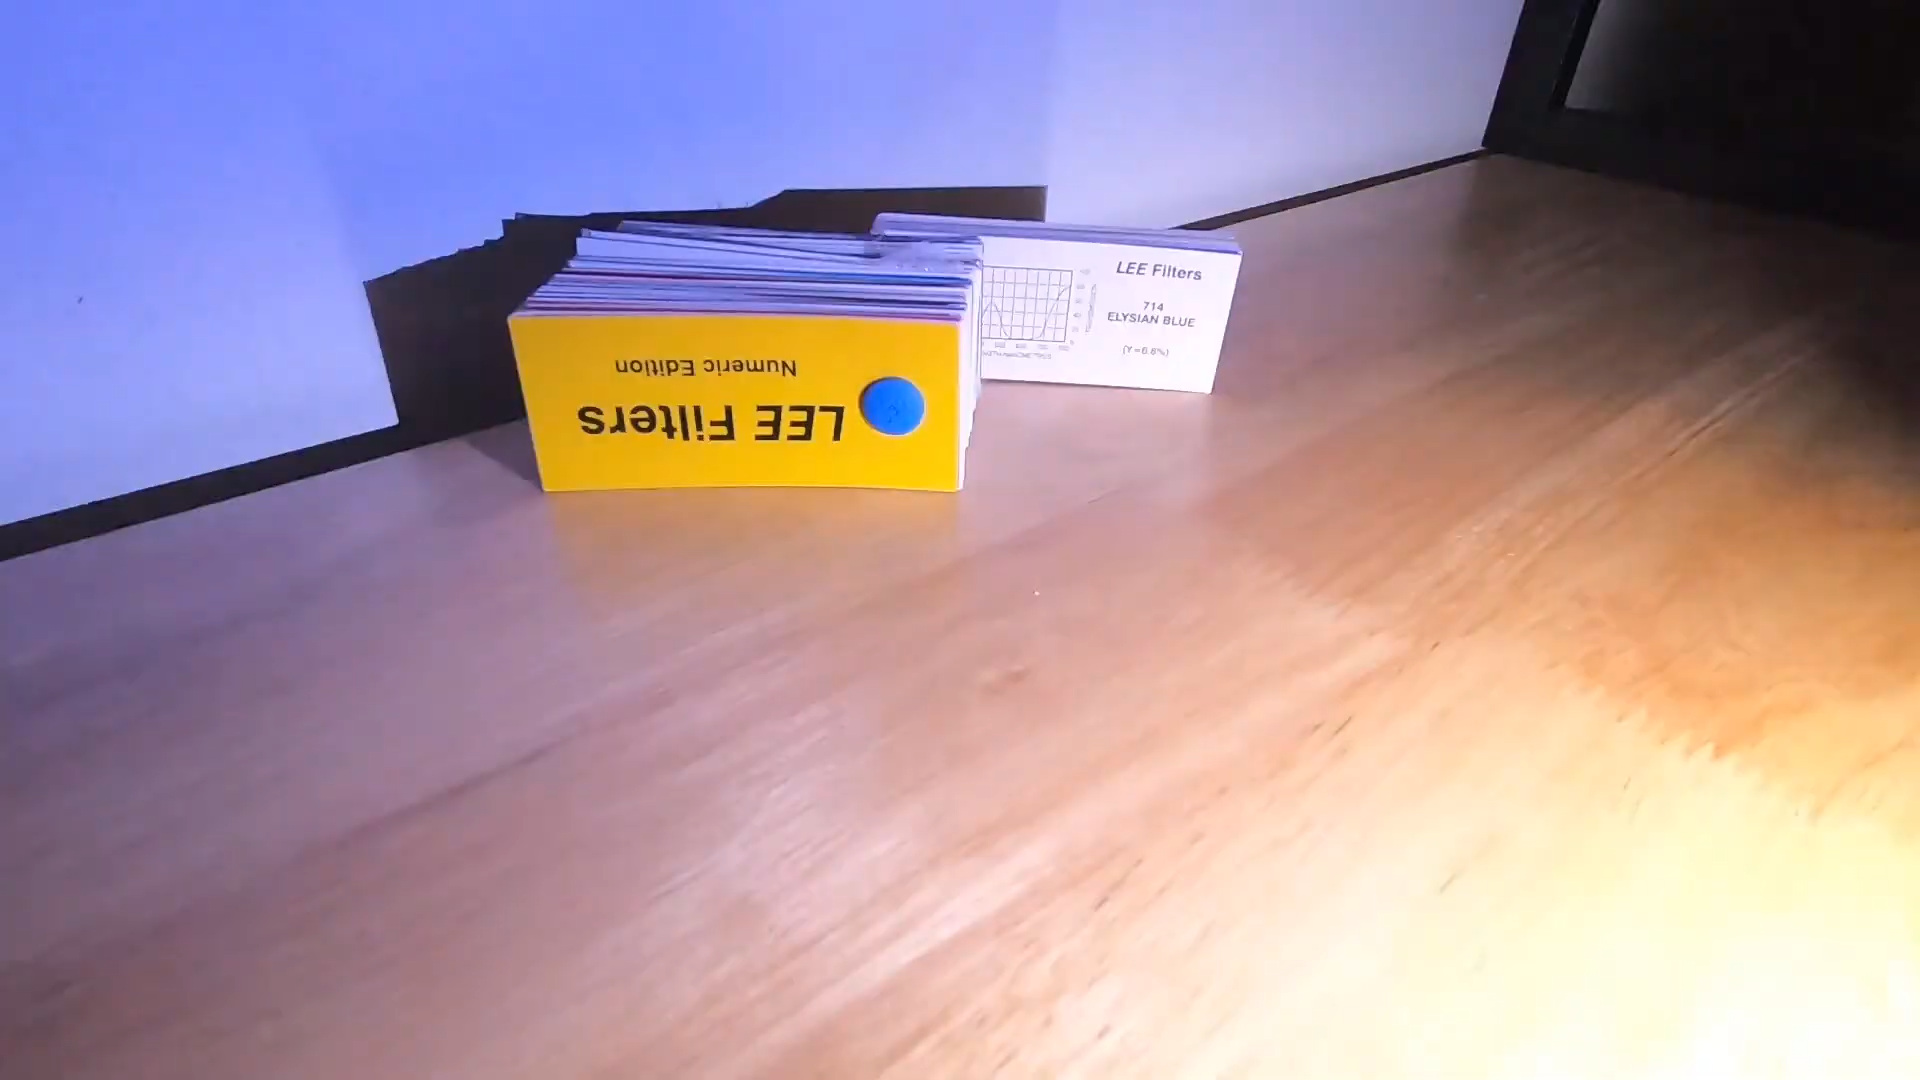 LEE Filters
Numeric Edition
LEE Filters
714
ELYSIAN BLUE
(Y=6.8%)